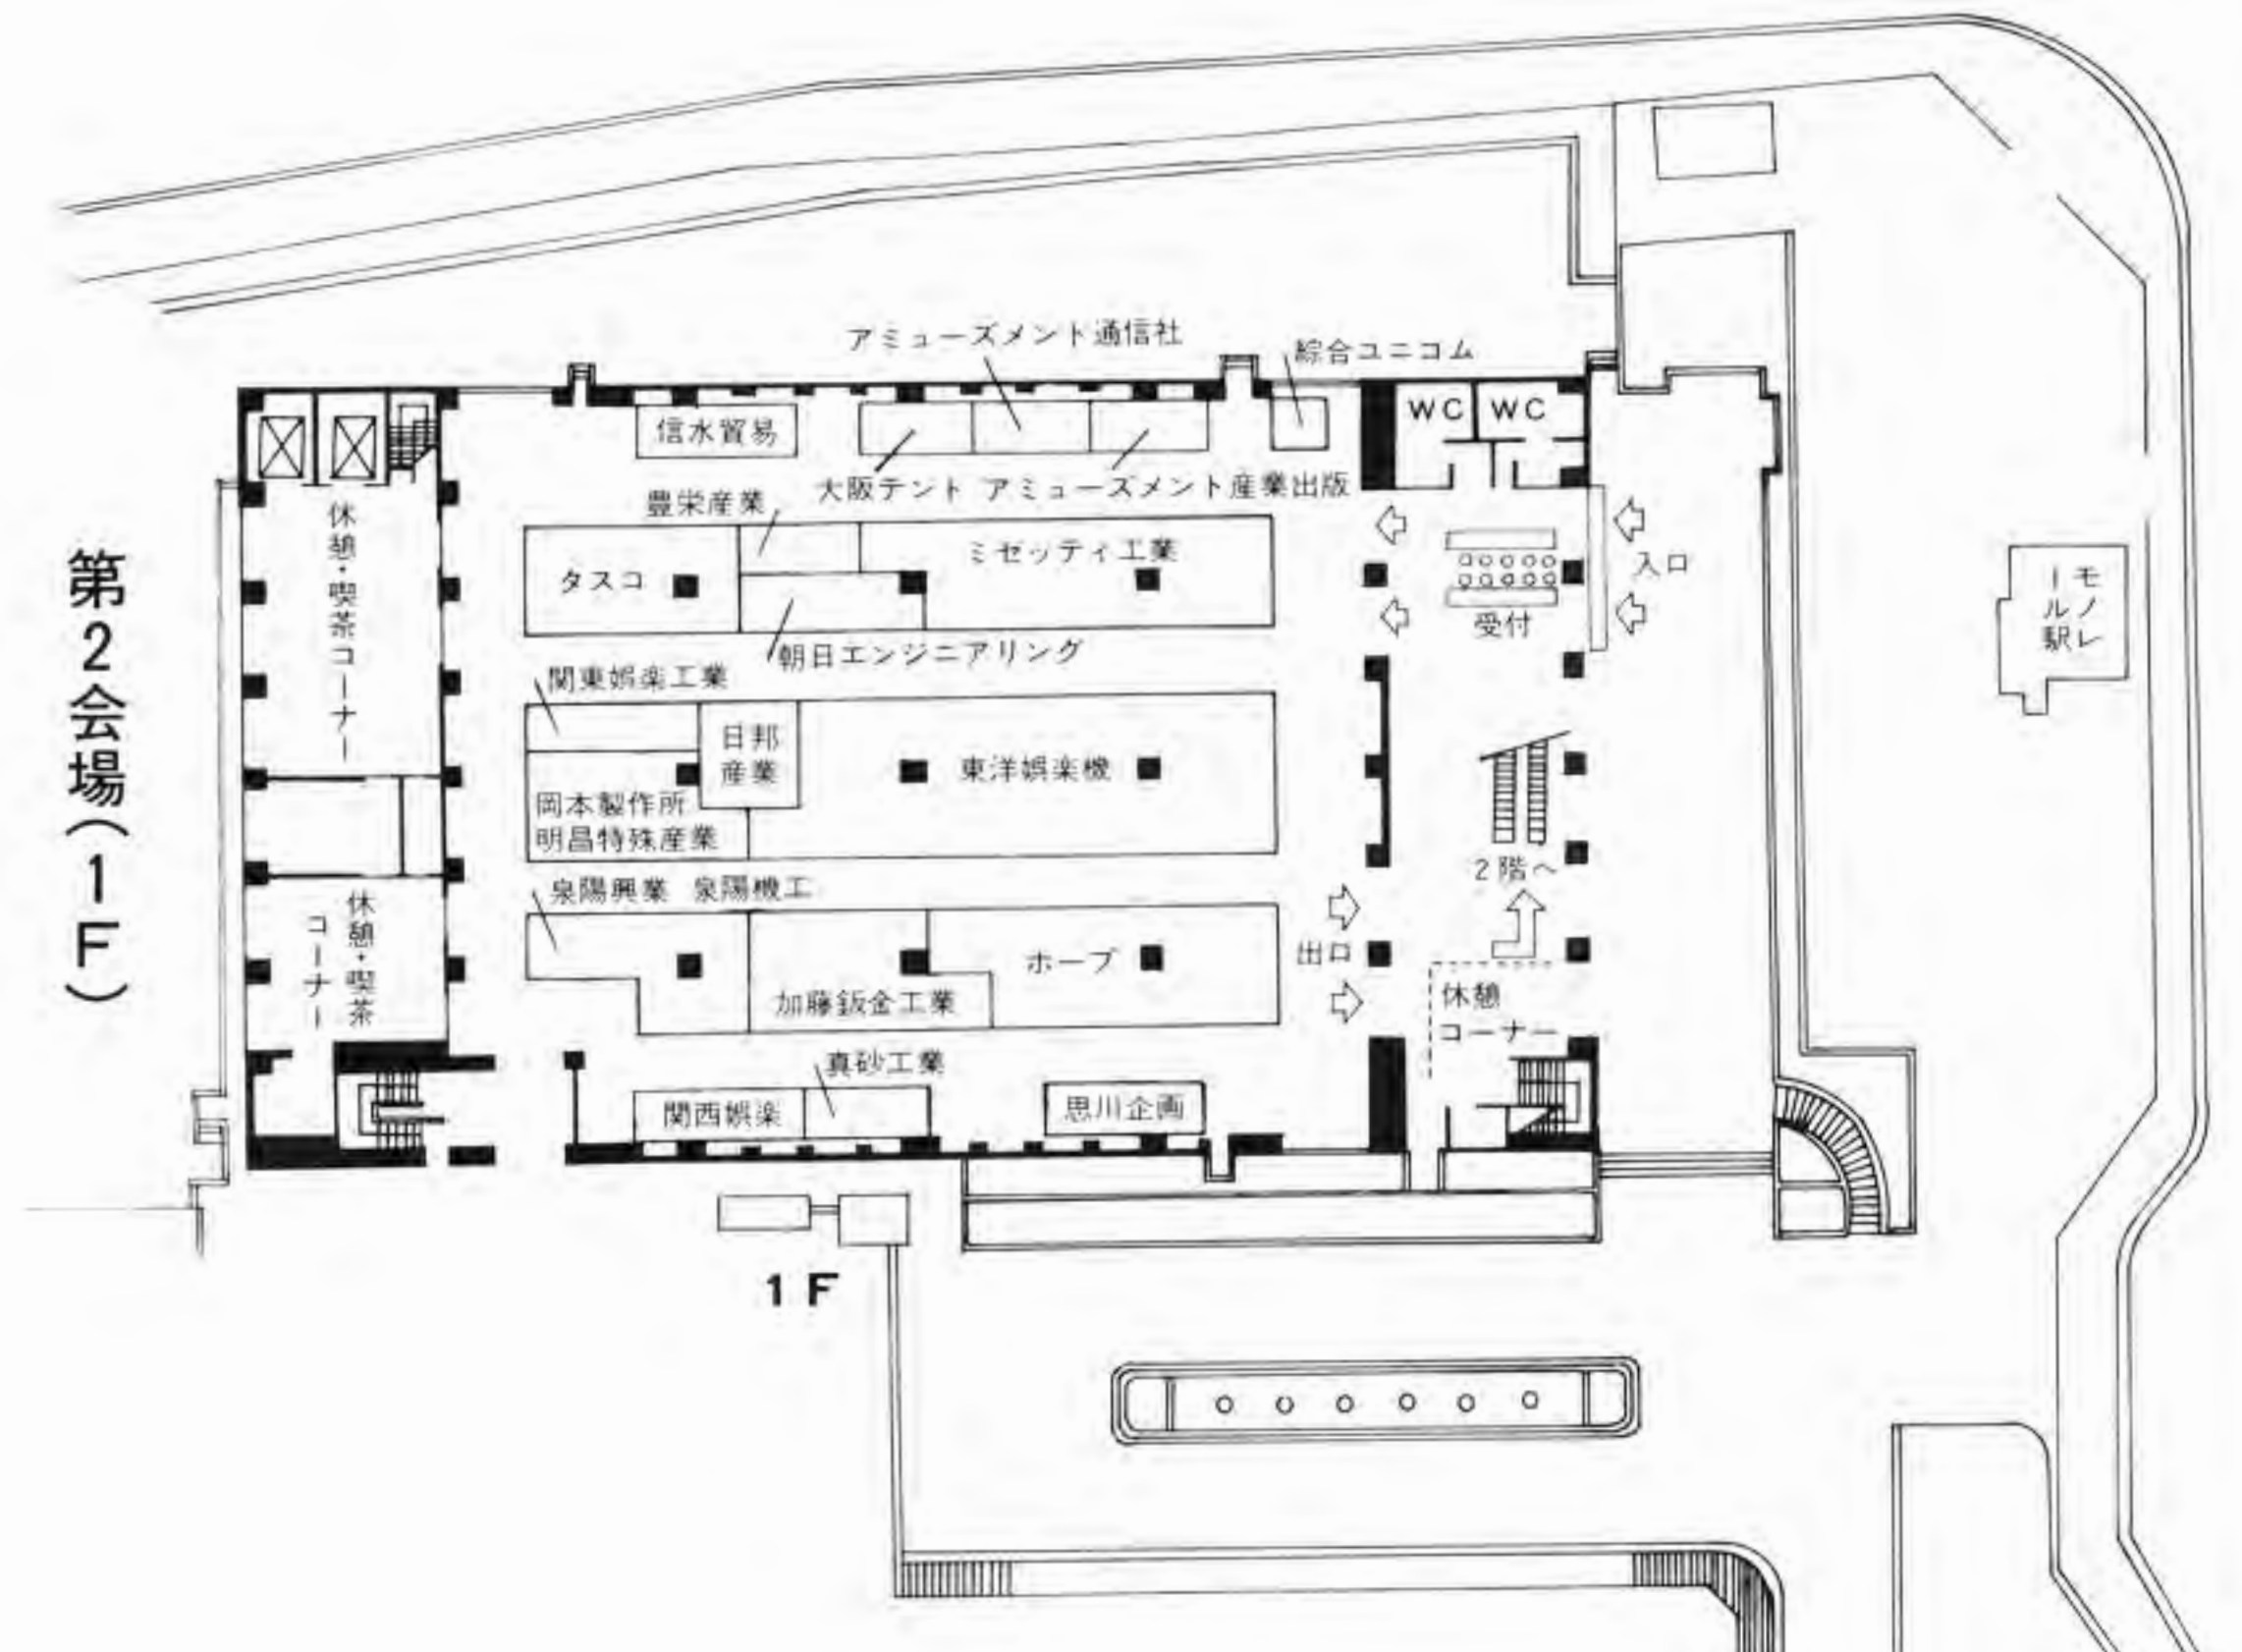 第2会場(1F)
アミューズメント通信社
綜合ユニコム
信水貿易
WC
WC
大阪テント
アミューズメント産業出版
豊栄産業
タスコ
ミゼッティ工業
朝日エンジニアリング
入口
受付
モノレ
ール駅
休憩・喫茶コーナー
関東娯楽工業
日邦
産業
東洋娯楽機
岡本製作所
明昌特殊産業
2階へ
泉陽興業 泉陽機工
休憩・喫茶
コーナー
加藤鈑金工業
ホープ
出口
休憩
コーナー
真砂工業
関西娯楽
思川企画
1F